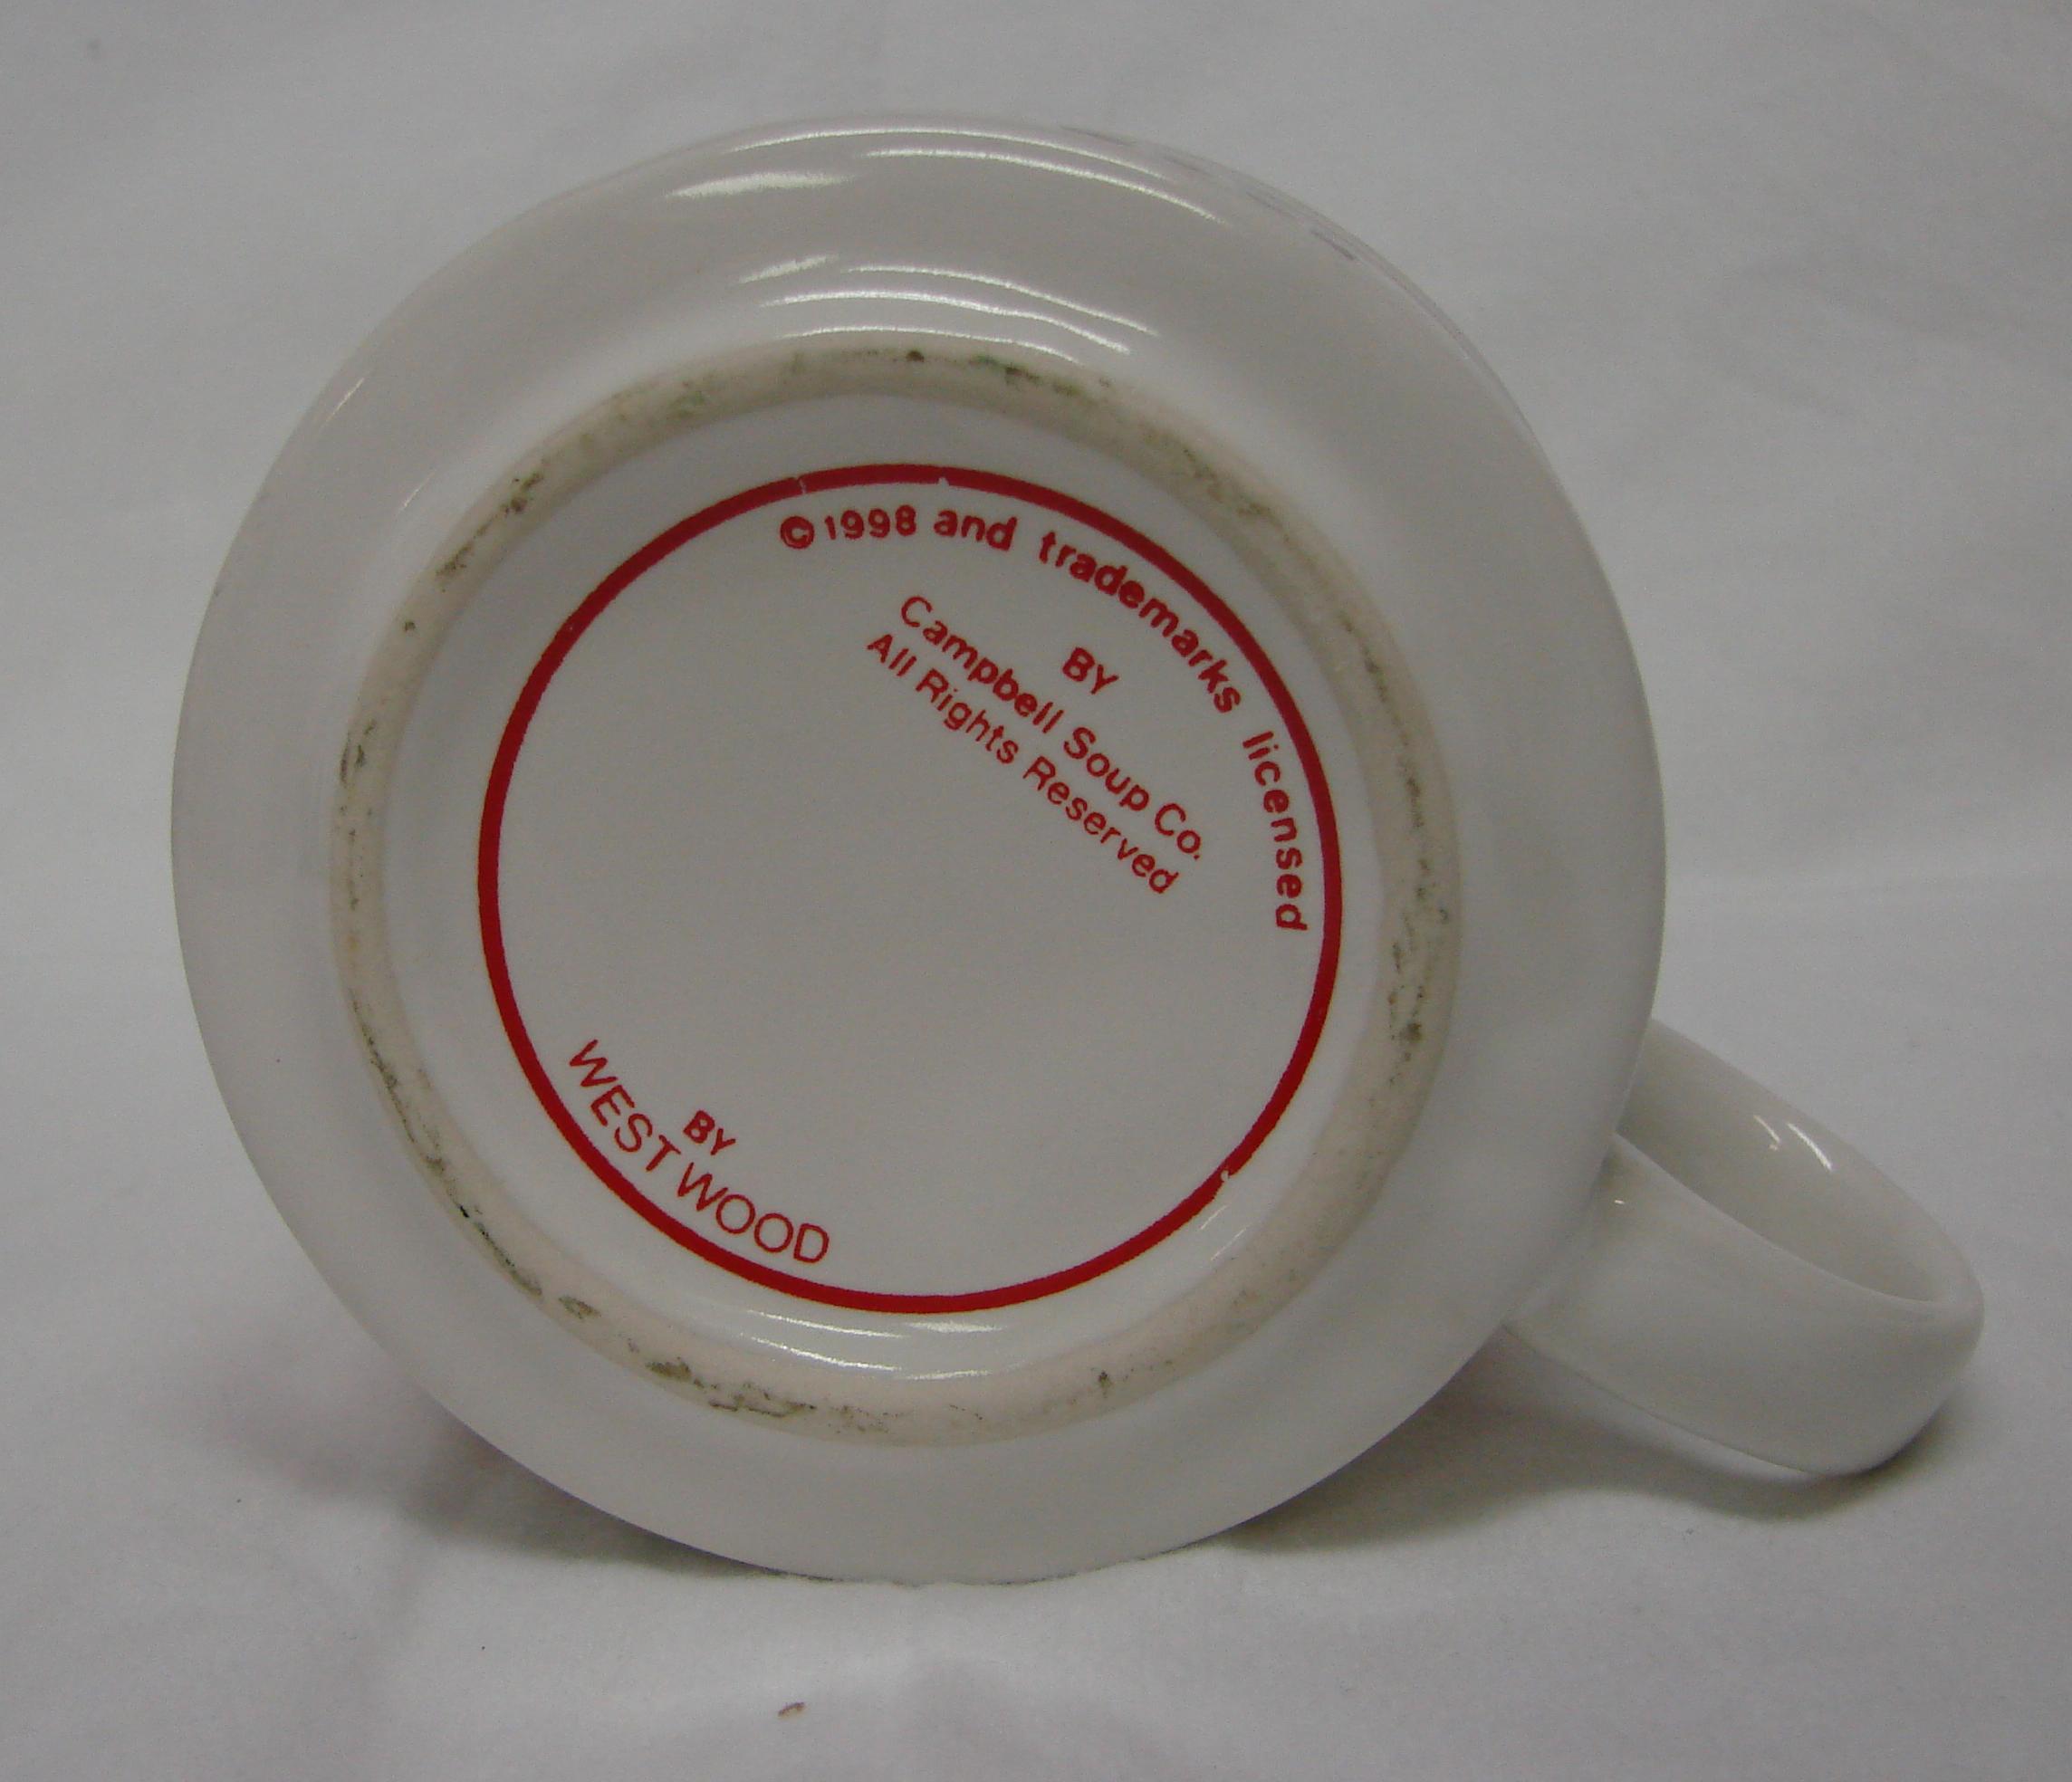 ©1998 and trademarks licensed
BY
Campbell Soup Co.
All Rights Reserved
BY
WESTWOOD